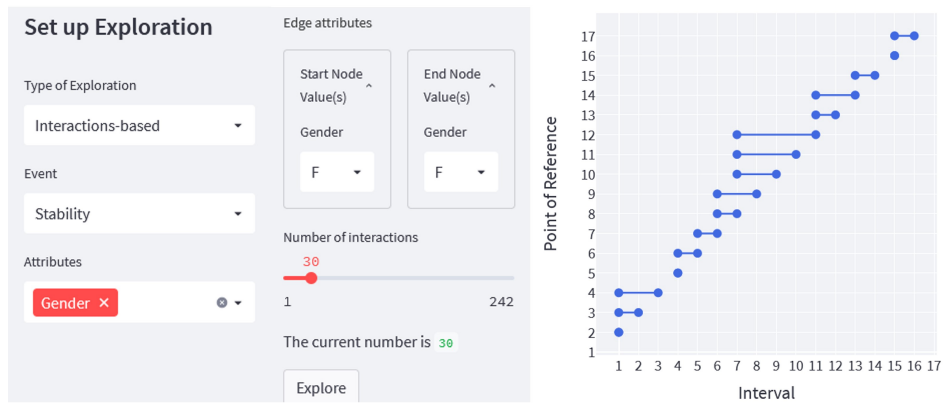 Set up Exploration
Type of Exploration
Interactions-based
Event
Stability
Attributes
Gender ✕
Edge attributes
Start Node
Value(s)
Gender
F
End Node
Value(s)
Gender
F
Number of interactions
30
1 242
The current number is 30
Explore
Point of Reference
17
16
15
14
13
12
11
10
9
8
7
6
5
4
3
2
1
1 2 3 4 5 6 7 8 9 10 11 12 13 14 15 16 17
Interval